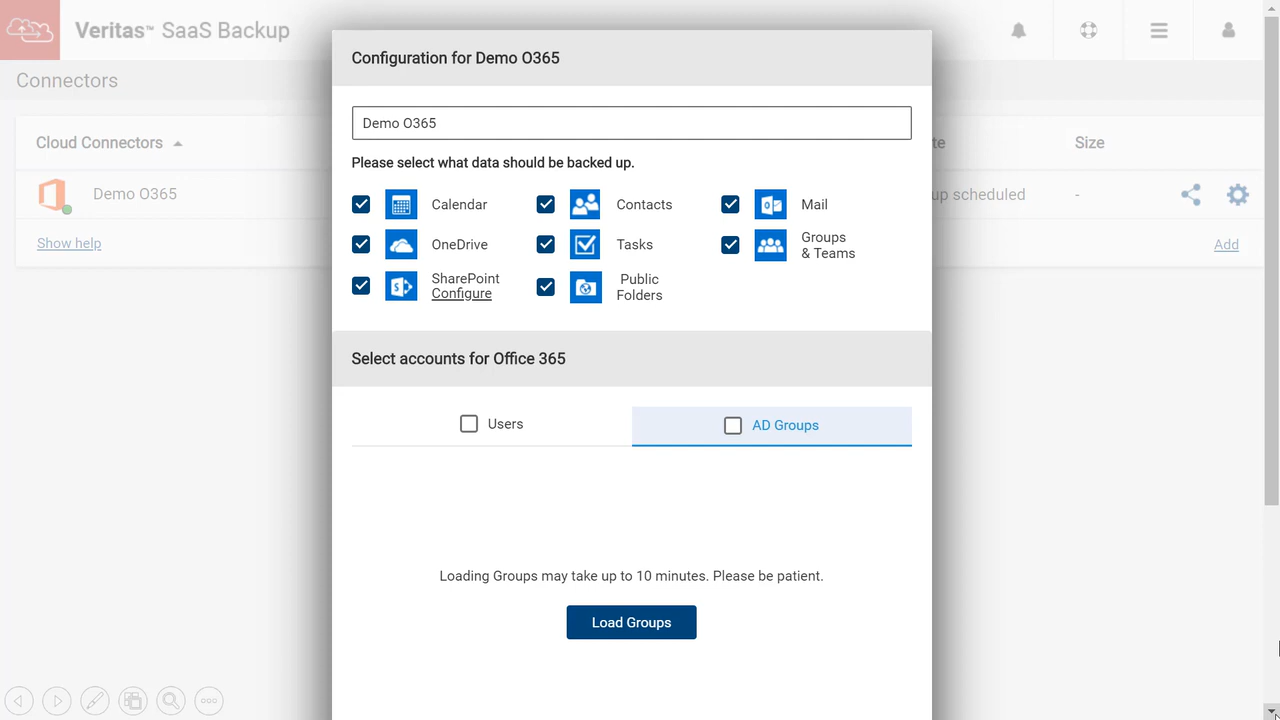 Veritas™ SaaS Backup
Connectors
Cloud Connectors
te
Size
Demo O365
up scheduled
-
Show help
Add
Configuration for Demo O365
Demo O365
Please select what data should be backed up.
Calendar
Contacts
Mail
OneDrive
Tasks
Groups
& Teams
SharePoint
Configure
Public
Folders
Select accounts for Office 365
Users
AD Groups
Loading Groups may take up to 10 minutes. Please be patient.
Load Groups